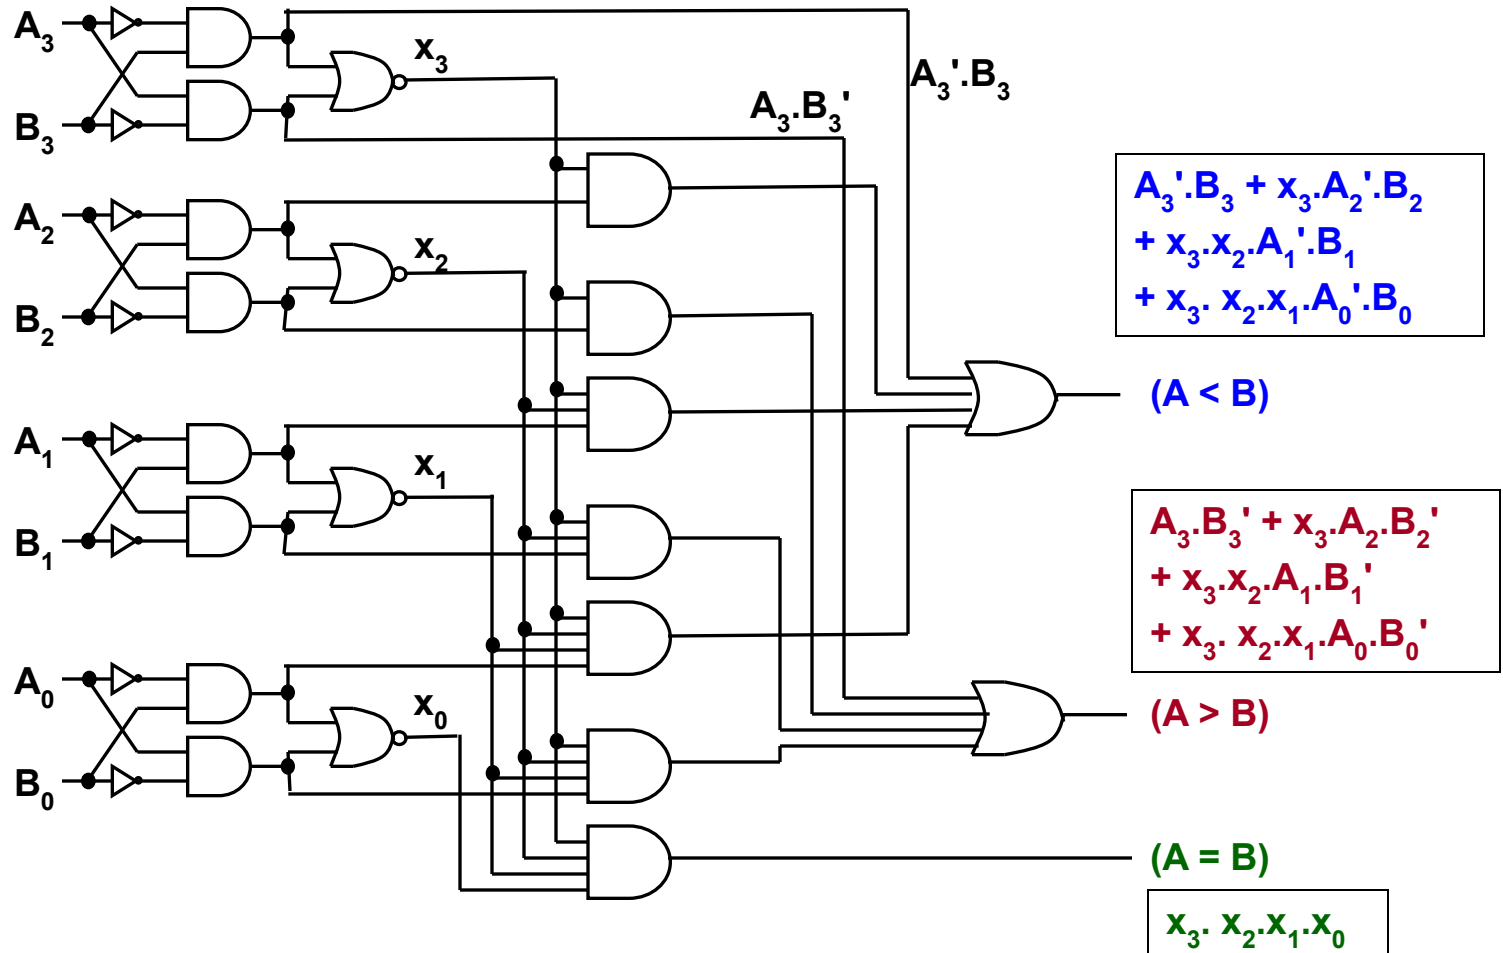 A₃
x₃
A₃'.B₃
A₃.B₃'
B₃
A₃'.B₃ + x₃.A₂'.B₂
+ x₃.x₂.A₁'.B₁
+ x₃. x₂.x₁.A₀'.B₀
A₂
x₂
B₂
(A < B)
A₁
x₁
B₁
A₃.B₃' + x₃.A₂.B₂'
+ x₃.x₂.A₁.B₁'
+ x₃. x₂.x₁.A₀.B₀'
A₀
x₀
(A > B)
B₀
(A = B)
x₃. x₂.x₁.x₀